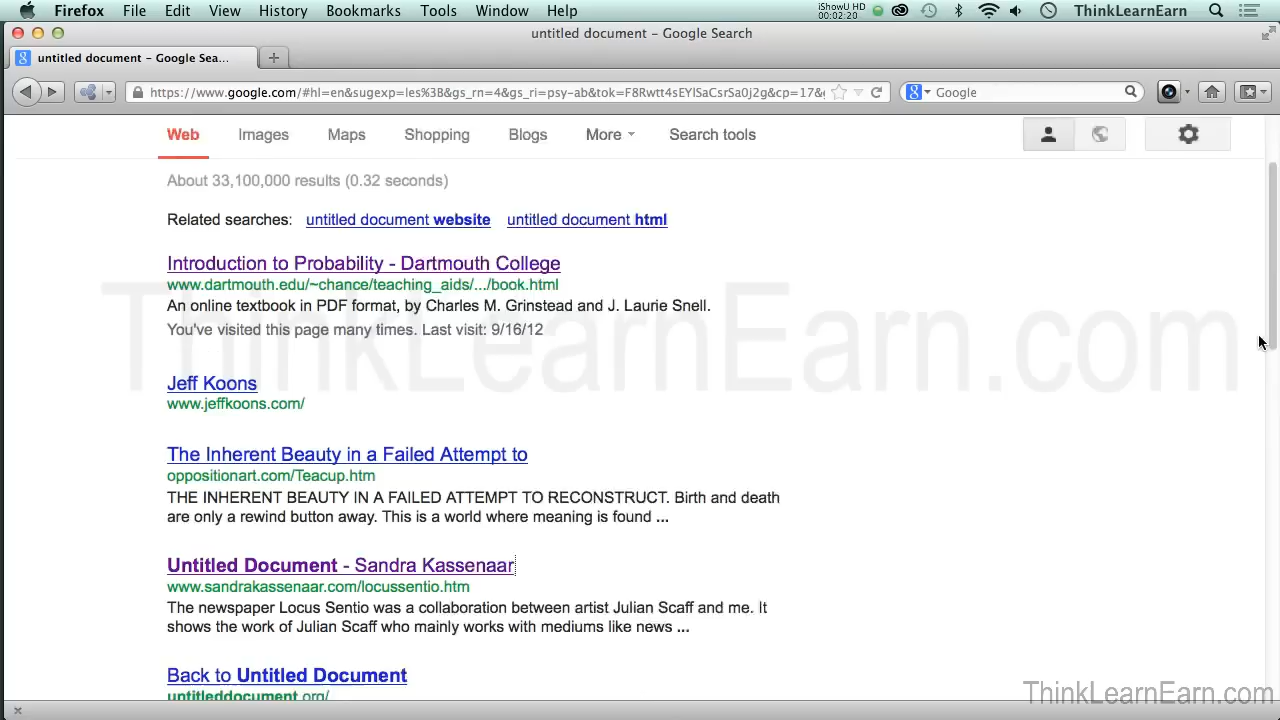 Firefox File Edit View History Bookmarks Tools Window Help iShowU HD 00:02:20 ThinkLearnEarn
untitled document - Google Search
untitled document - Google Sea...
https://www.google.com/#hl=en&sugexp=les%3B&gs_rn=4&gs_ri=psy-ab&tok=F8Rwtt4sEYlSaCsrSa0j2g&cp=17& Google
Web Images Maps Shopping Blogs More Search tools
About 33,100,000 results (0.32 seconds)
Related searches: untitled document website untitled document html
Introduction to Probability - Dartmouth College
www.dartmouth.edu/~chance/teaching_aids/.../book.html
An online textbook in PDF format, by Charles M. Grinstead and J. Laurie Snell.
You've visited this page many times. Last visit: 9/16/12
ThinkLearnEarn.com
Jeff Koons
www.jeffkoons.com/
The Inherent Beauty in a Failed Attempt to
oppositionart.com/Teacup.htm
THE INHERENT BEAUTY IN A FAILED ATTEMPT TO RECONSTRUCT. Birth and death
are only a rewind button away. This is a world where meaning is found ...
Untitled Document - Sandra Kassenaar
www.sandrakassenaar.com/locussentio.htm
The newspaper Locus Sentio was a collaboration between artist Julian Scaff and me. It
shows the work of Julian Scaff who mainly works with mediums like news ...
Back to Untitled Document
untitleddocument.org/
ThinkLearnEarn.com